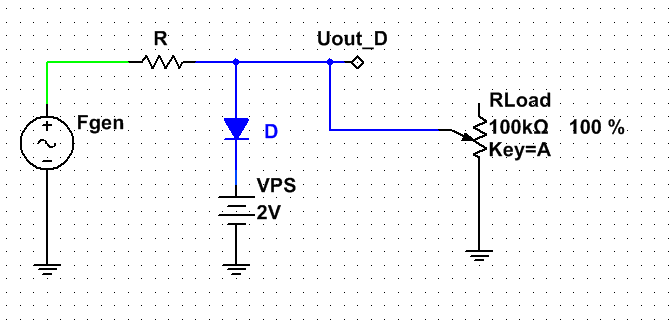 R
Uout_D
Fgen
D
RLoad
100kΩ 100 %
Key=A
VPS
2V